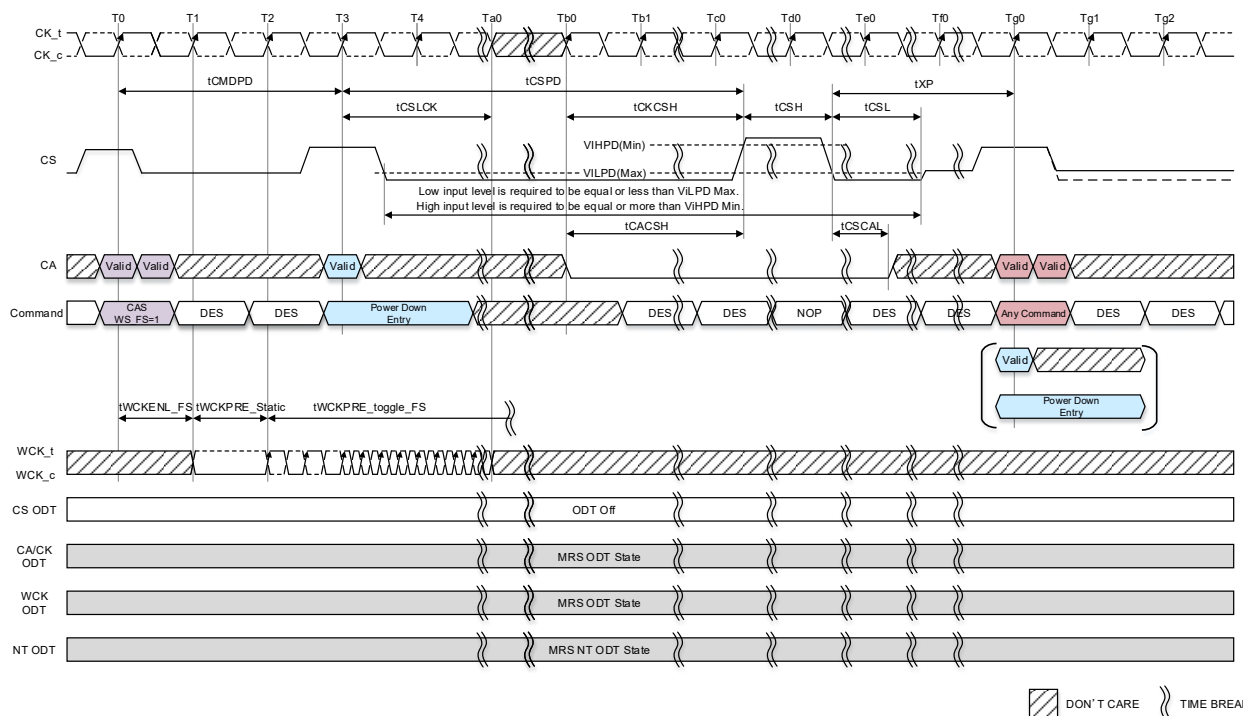 T0 T1 T2 T3 T4 Ta0 Tb0 Tb1 Tc0 Td0 Te0 Tf0 Tg0 Tg1 Tg2
CK_t
CK_c
tCMDPD tCSPD tXP
tCSLCK tCKCSH tCSH tCSL
VIHPD(Min)
CS
VILPD(Max)
Low input level is required to be equal or less than ViLPD Max.
High input level is required to be equal or more than ViHPD Min.
tCACSH tCSCAL
CA Valid Valid Valid Valid Valid
Command CAS WS_FS=1 DES DES Power Down Entry DES DES NOP DES DES Any Command DES DES
Valid
Power Down
Entry
tWCKENL_FS tWCKPRE_Static tWCKPRE_toggle_FS
WCK_t
WCK_c
CS ODT ODT Off
CA/CK ODT MRS ODT State
WCK ODT MRS ODT State
NT ODT MRS NT ODT State
DON'T CARE TIME BREA